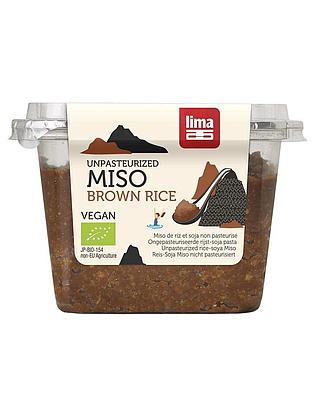 lima
UNPASTEURIZED
MISO
BROWN RICE
VEGAN
JP-BIO-154
non-EU Agriculture
Miso de riz et soja non pasteurisé
Ongepasteuriseerde rijst-soja pasta
Unpasteurized rice-soya Miso
Reis-Soja Miso nicht pasteurisiert